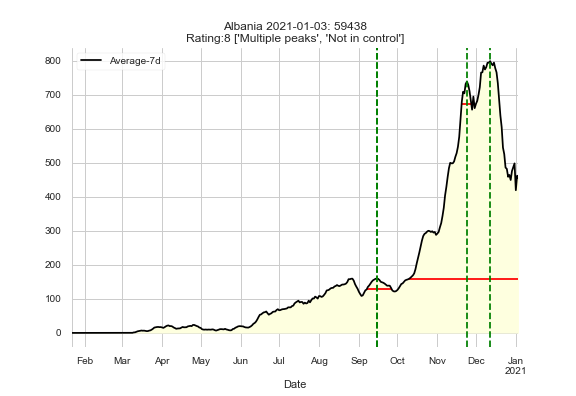 Albania 2021-01-03: 59438
Rating:8 ['Multiple peaks', 'Not in control']
Average-7d
800
700
600
500
400
300
200
100
0
Feb Mar Apr May Jun Jul Aug Sep Oct Nov Dec Jan
2021
Date